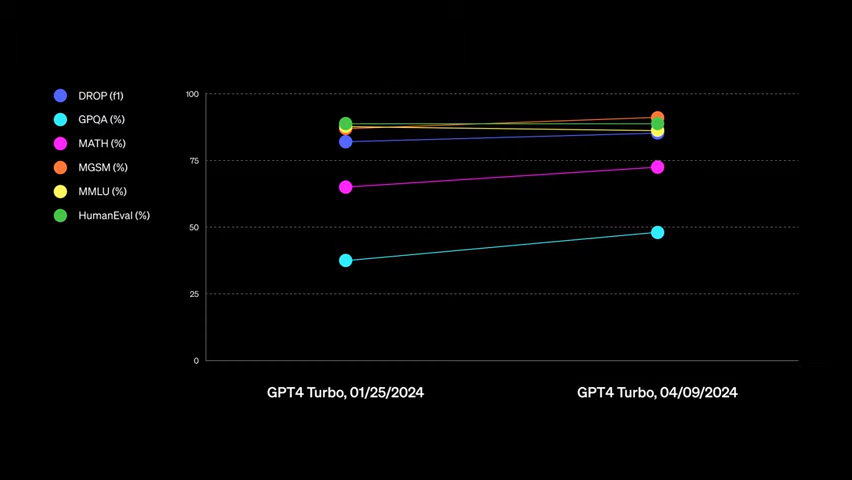 DROP (f1)
GPQA (%)
MATH (%)
MGSM (%)
MMLU (%)
HumanEval (%)
100
75
50
25
0
GPT4 Turbo, 01/25/2024
GPT4 Turbo, 04/09/2024